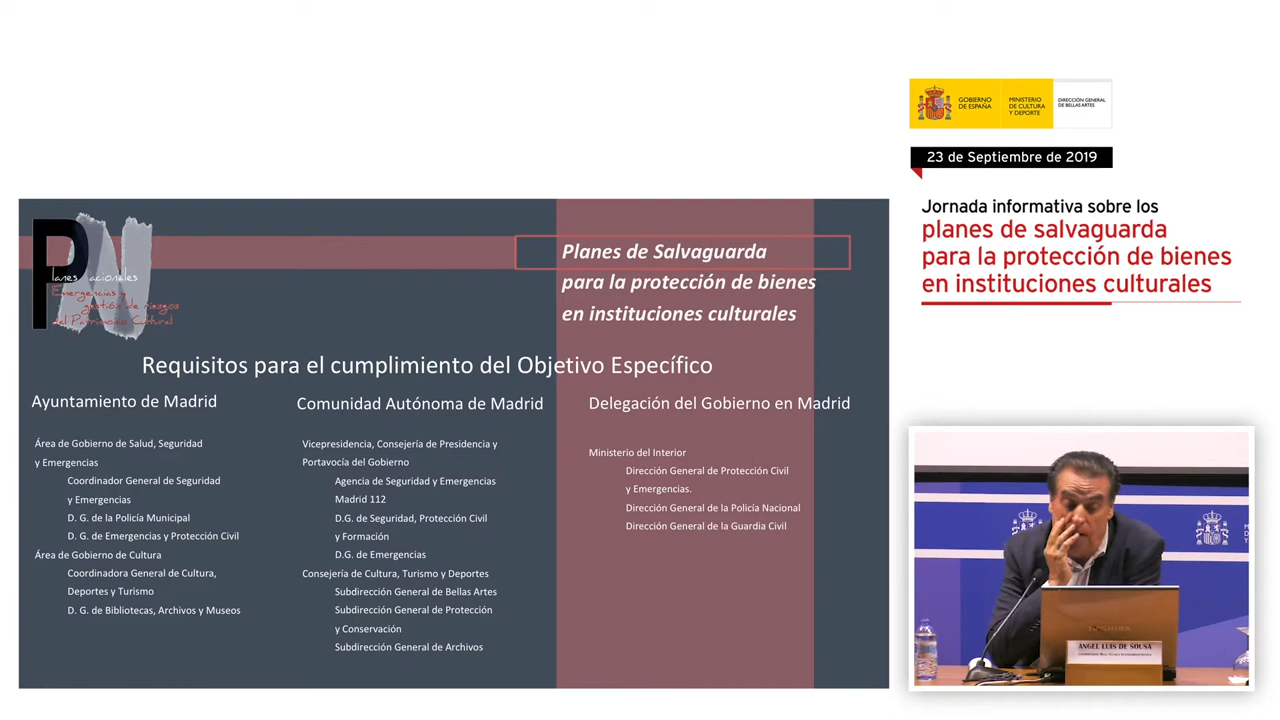 GOBIERNO
DE ESPAÑA
MINISTERIO
DE CULTURA
Y DEPORTE
DIRECCIÓN GENERAL
DE BELLAS ARTES
23 de Septiembre de 2019
Jornada informativa sobre los
planes de salvaguarda
para la protección de bienes
en instituciones culturales
PN
lanes acionales
Emergencias y
gestión de riesgos
del Patrimonio Cultural
Planes de Salvaguarda
para la protección de bienes
en instituciones culturales
Requisitos para el cumplimiento del Objetivo Específico
Ayuntamiento de Madrid
Área de Gobierno de Salud, Seguridad
y Emergencias
Coordinador General de Seguridad
y Emergencias
D. G. de la Policía Municipal
D. G. de Emergencias y Protección Civil
Área de Gobierno de Cultura
Coordinadora General de Cultura,
Deportes y Turismo
D. G. de Bibliotecas, Archivos y Museos
Comunidad Autónoma de Madrid
Vicepresidencia, Consejería de Presidencia y
Portavocía del Gobierno
Agencia de Seguridad y Emergencias
Madrid 112
D.G. de Seguridad, Protección Civil
y Formación
D.G. de Emergencias
Consejería de Cultura, Turismo y Deportes
Subdirección General de Bellas Artes
Subdirección General de Protección
y Conservación
Subdirección General de Archivos
Delegación del Gobierno en Madrid
Ministerio del Interior
Dirección General de Protección Civil
y Emergencias.
Dirección General de la Policía Nacional
Dirección General de la Guardia Civil
TOSHIBA
ANGEL LUIS DE SOUSA